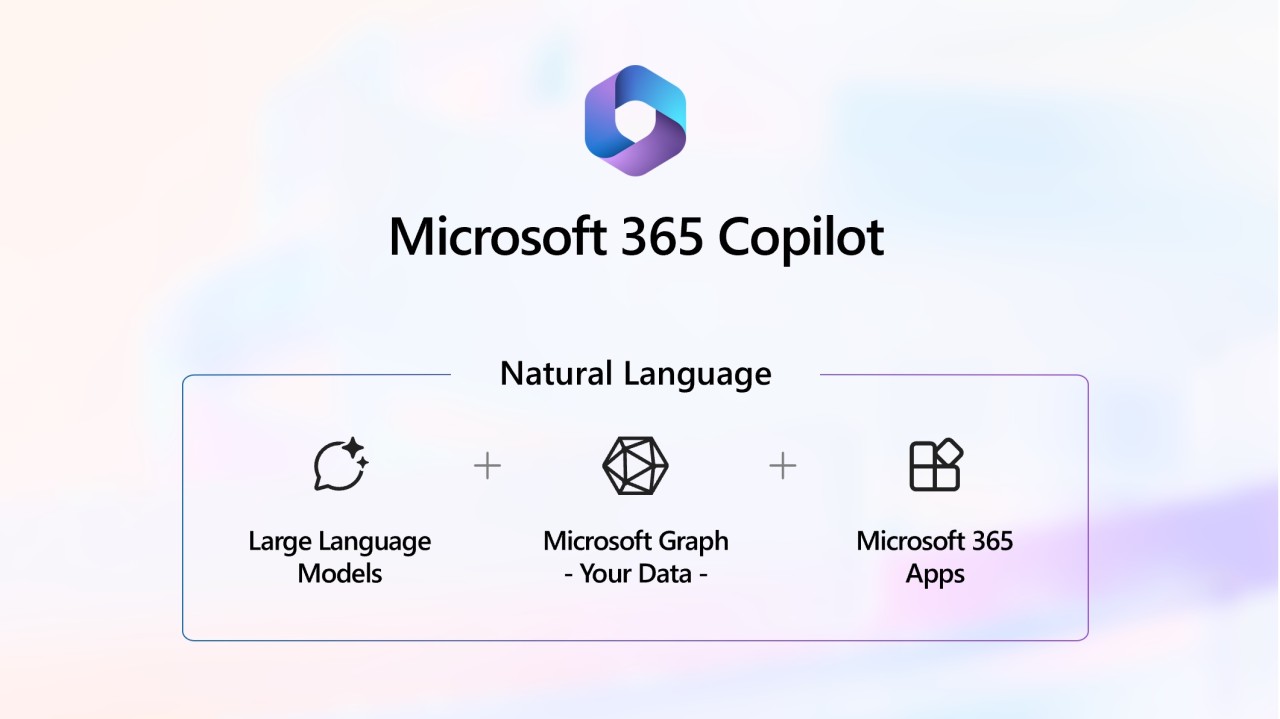 Microsoft 365 Copilot
Natural Language
Large Language
Models
Microsoft Graph
- Your Data -
Microsoft 365
Apps